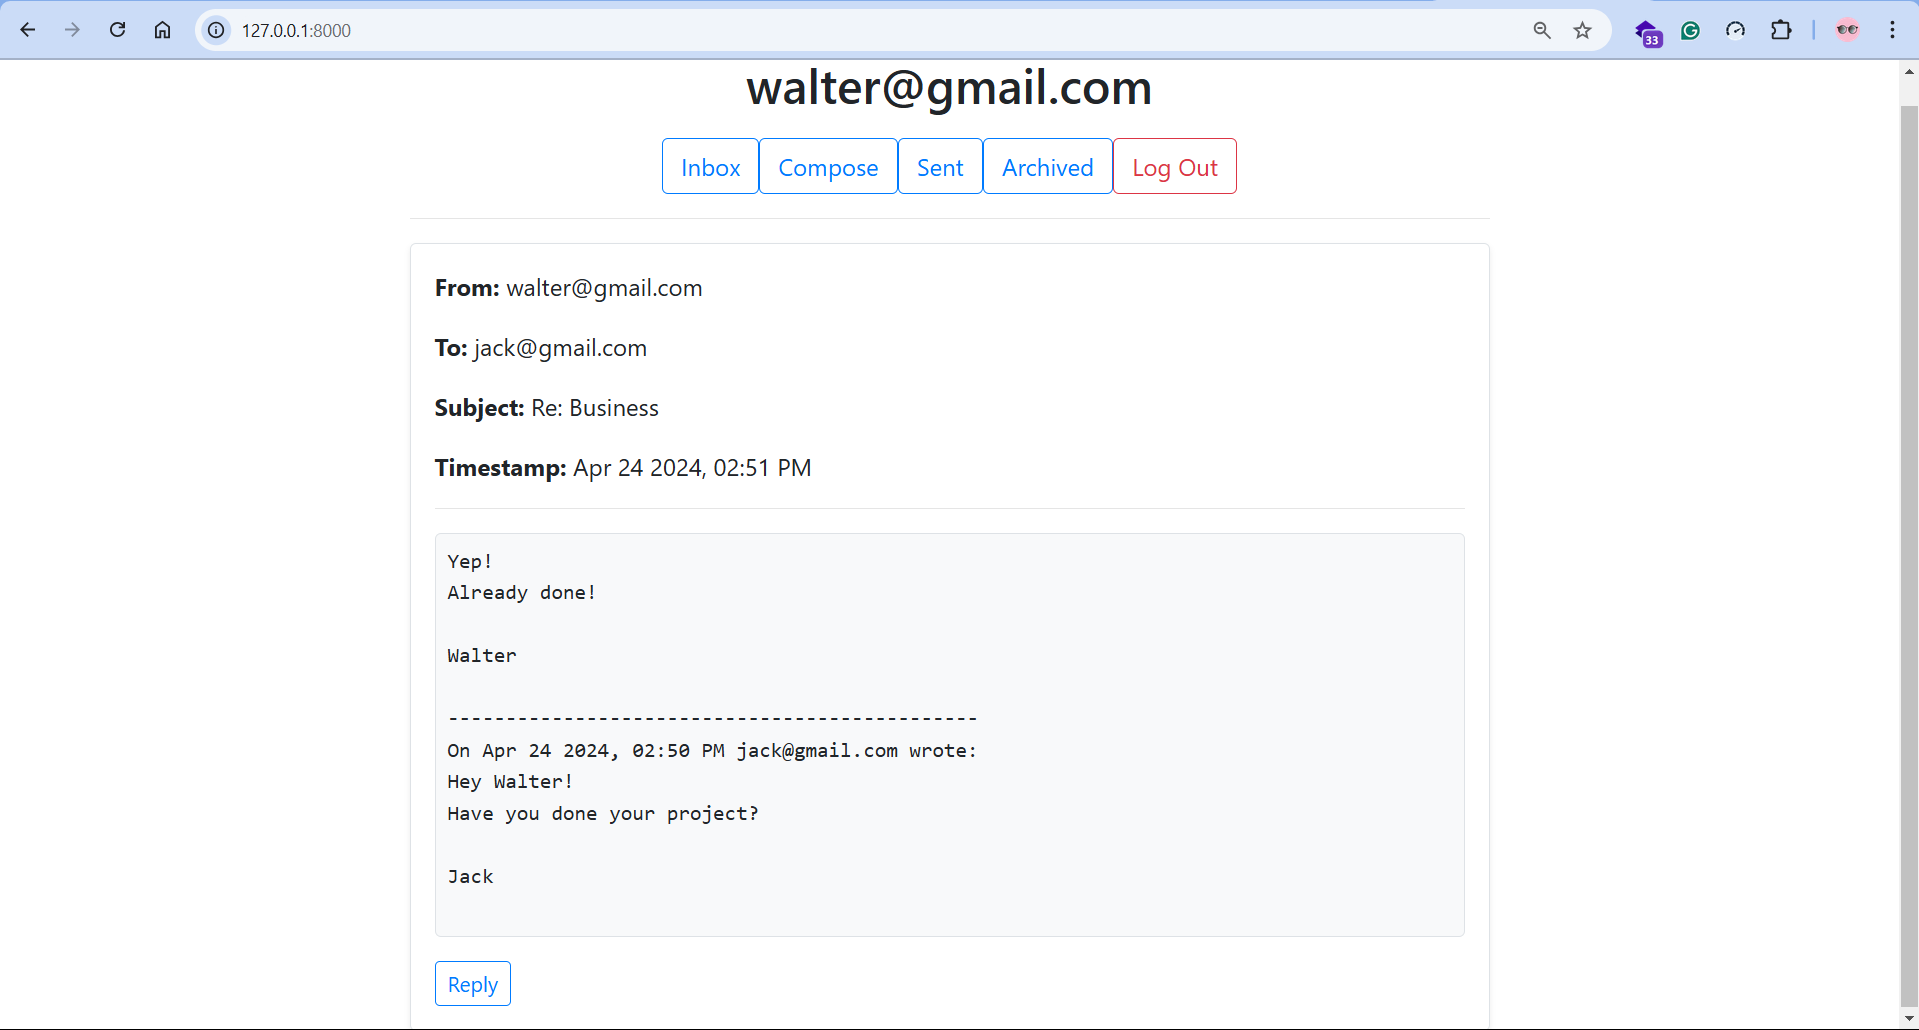 127.0.0.1:8000
33
walter@gmail.com
Inbox Compose Sent Archived Log Out
From: walter@gmail.com
To: jack@gmail.com
Subject: Re: Business
Timestamp: Apr 24 2024, 02:51 PM
Yep!
Already done!
Walter
----------------------------------------------
On Apr 24 2024, 02:50 PM jack@gmail.com wrote:
Hey Walter!
Have you done your project?
Jack
Reply